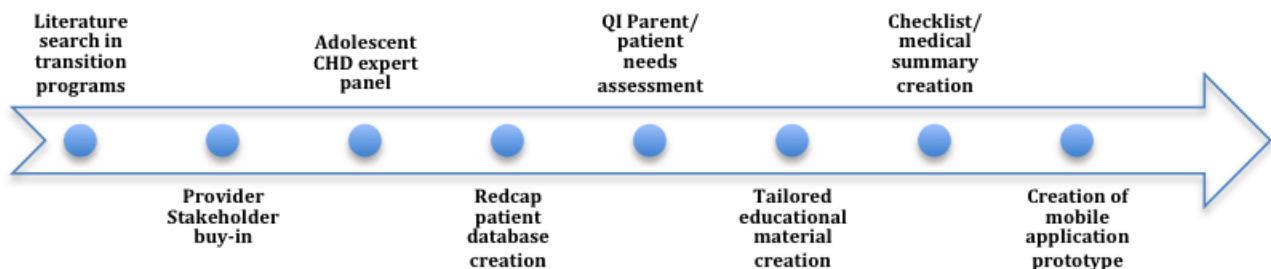 Literature
search in
transition
programs
Provider
Stakeholder
buy-in
Adolescent
CHD expert
panel
Redcap
patient
database
creation
QI Parent/
patient
needs
assessment
Tailored
educational
material
creation
Checklist/
medical
summary
creation
Creation of
mobile
application
prototype